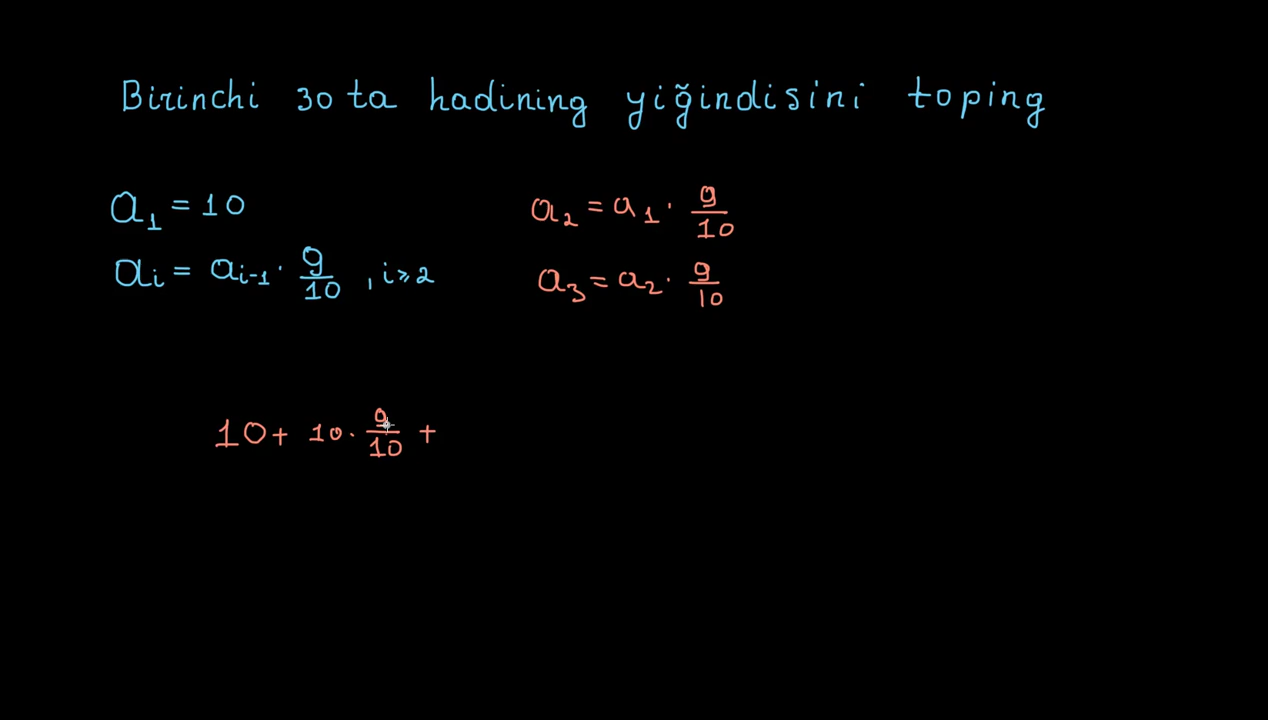 Birinchi 30 ta hadining yiğindisini toping
a₁ = 10
aᵢ = aᵢ₋₁ · 9/10 , i ⩾ 2
a₂ = a₁ · 9/10
a₃ = a₂ · 9/10
10 + 10 · 9/10 +